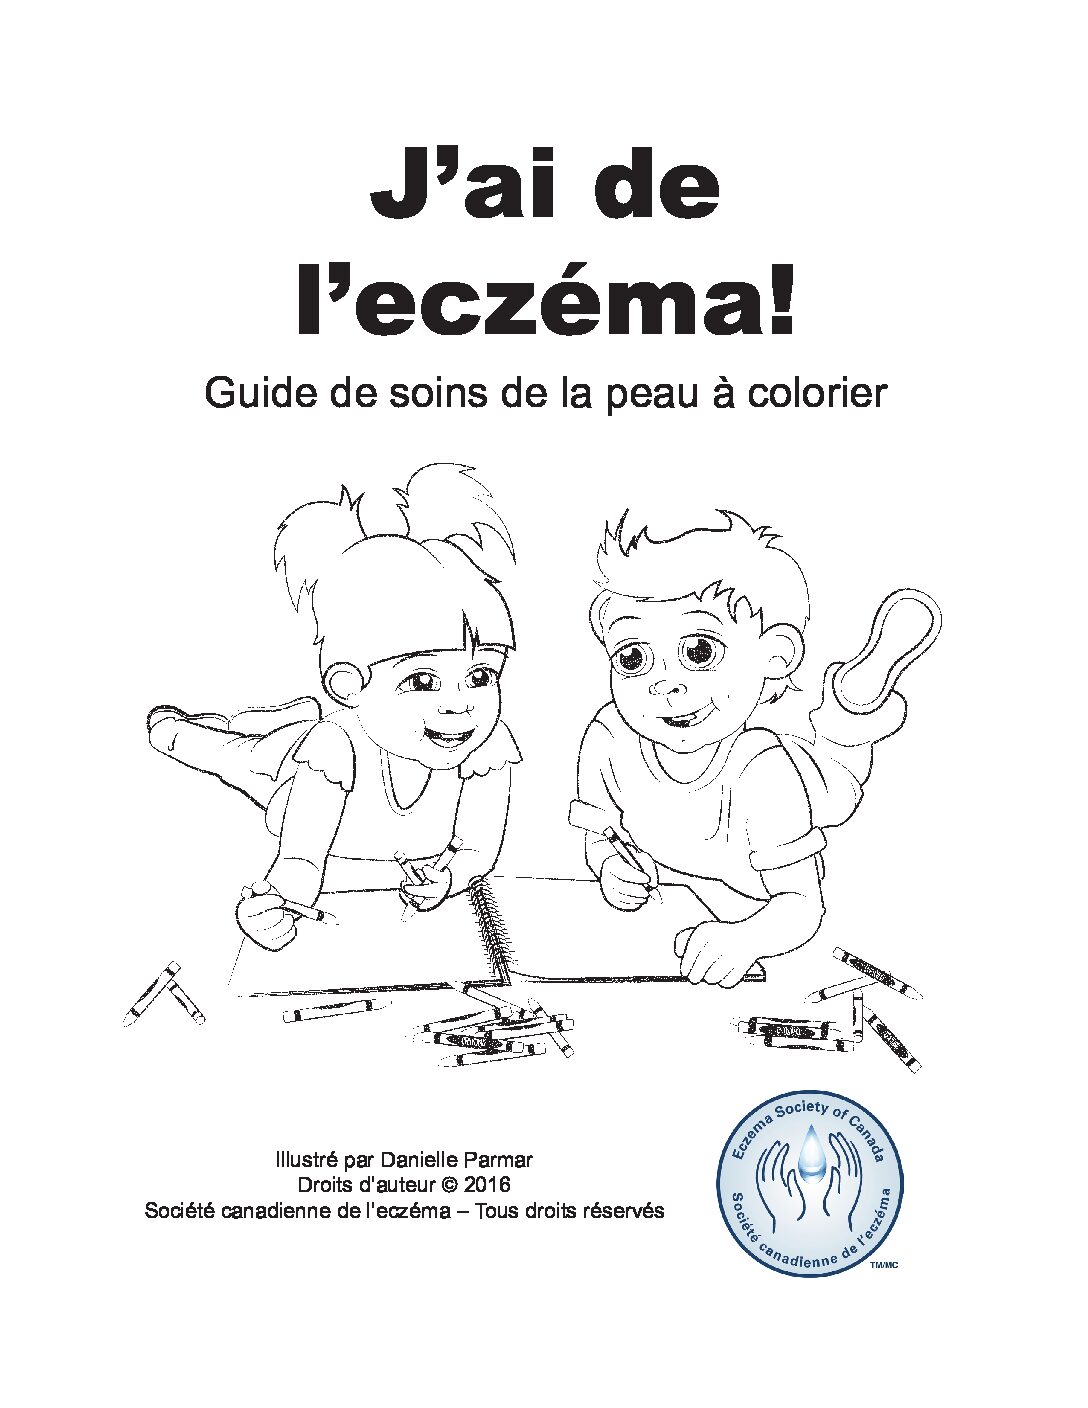 J’ai de
l’eczéma!
Guide de soins de la peau à colorier
Illustré par Danielle Parmar
Droits d’auteur © 2016
Société canadienne de l’eczéma – Tous droits réservés
Eczema Society of Canada
Société canadienne de l’eczéma
TM/MC